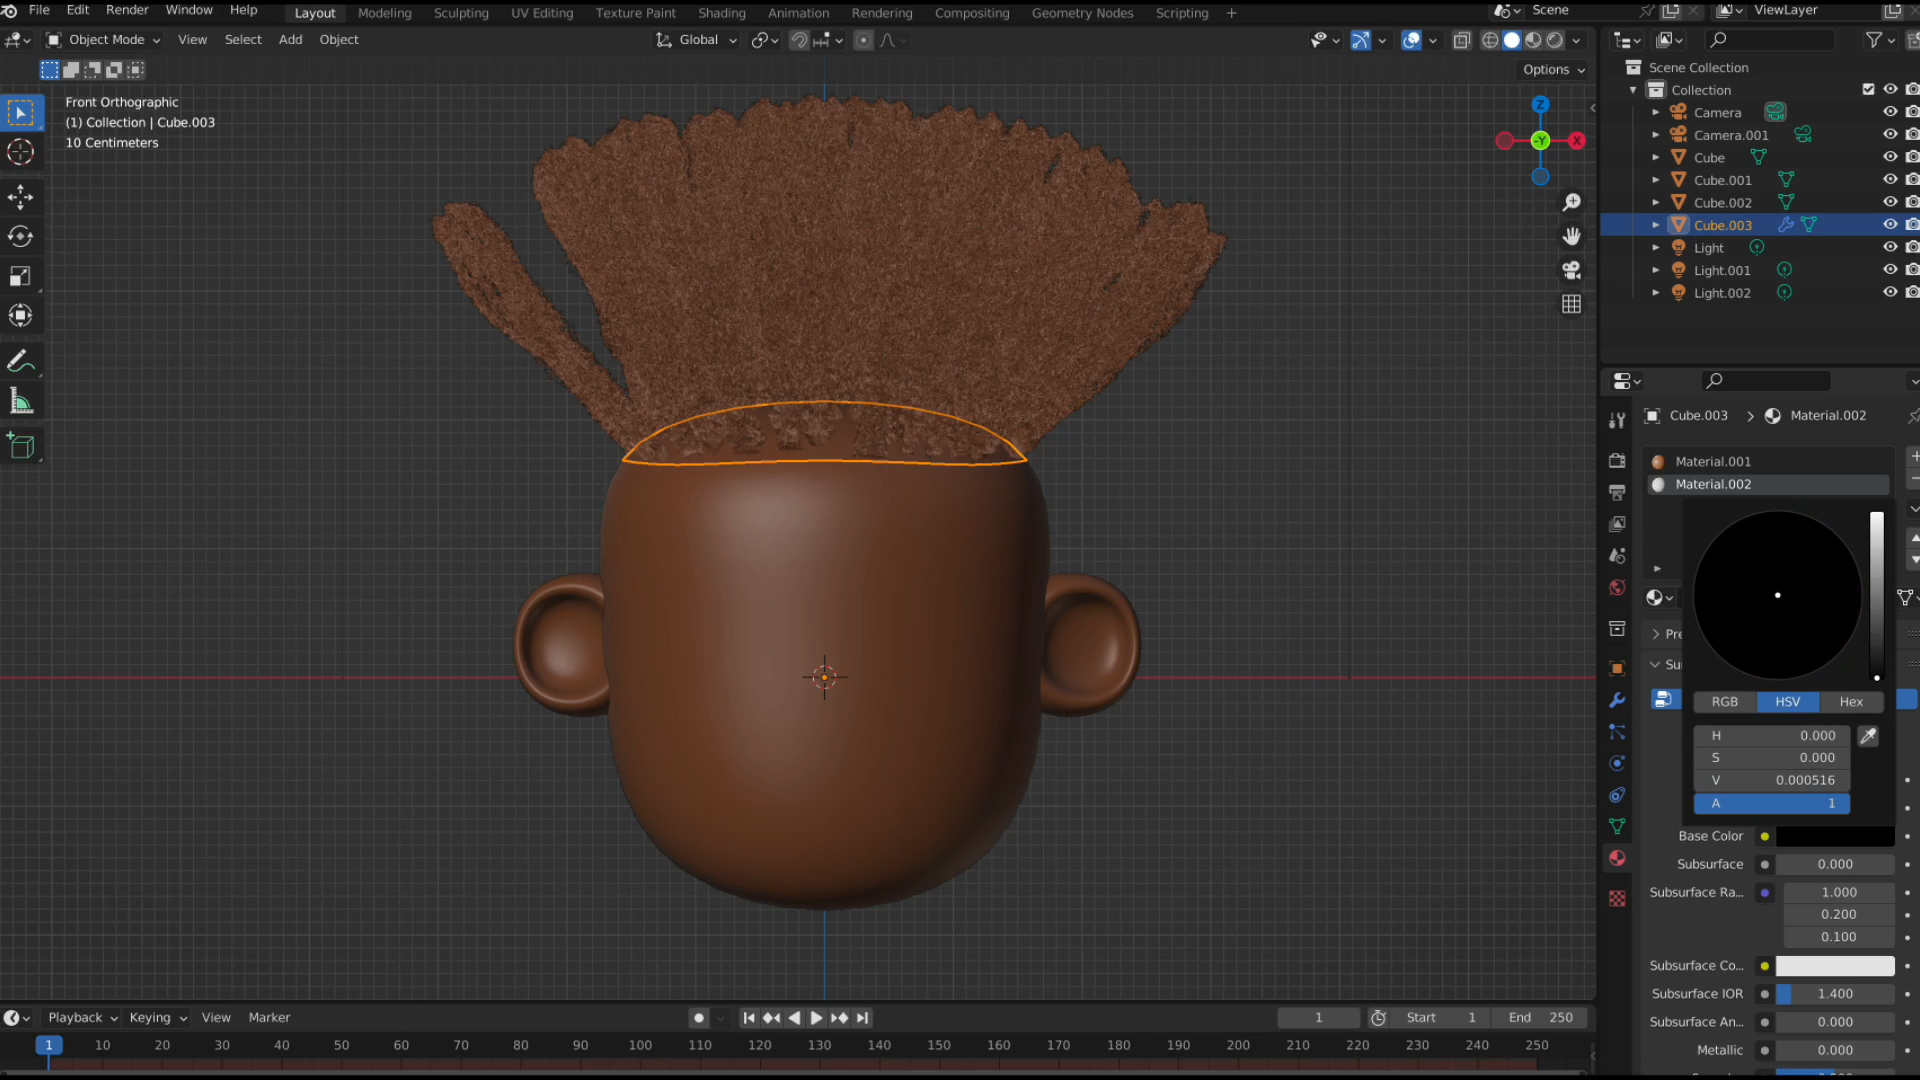 File Edit Render Window Help Layout Modeling Sculpting UV Editing Texture Paint Shading Animation Rendering Compositing Geometry Nodes Scripting + Scene ViewLayer
Object Mode View Select Add Object Global
Options
Front Orthographic
(1) Collection | Cube.003
10 Centimeters
Z
-Y X
Scene Collection
Collection
Camera
Camera.001
Cube
Cube.001
Cube.002
Cube.003
Light
Light.001
Light.002
Cube.003 > Material.002
Material.001
Material.002
Pre
Su
RGB HSV Hex
H 0.000
S 0.000
V 0.000516
A 1
Base Color
Subsurface 0.000
Subsurface Ra... 1.000
0.200
0.100
Subsurface Co...
Subsurface IOR 1.400
Subsurface An... 0.000
Metallic 0.000
Playback Keying View Marker 1 Start 1 End 250
1 10 20 30 40 50 60 70 80 90 100 110 120 130 140 150 160 170 180 190 200 210 220 230 240 250